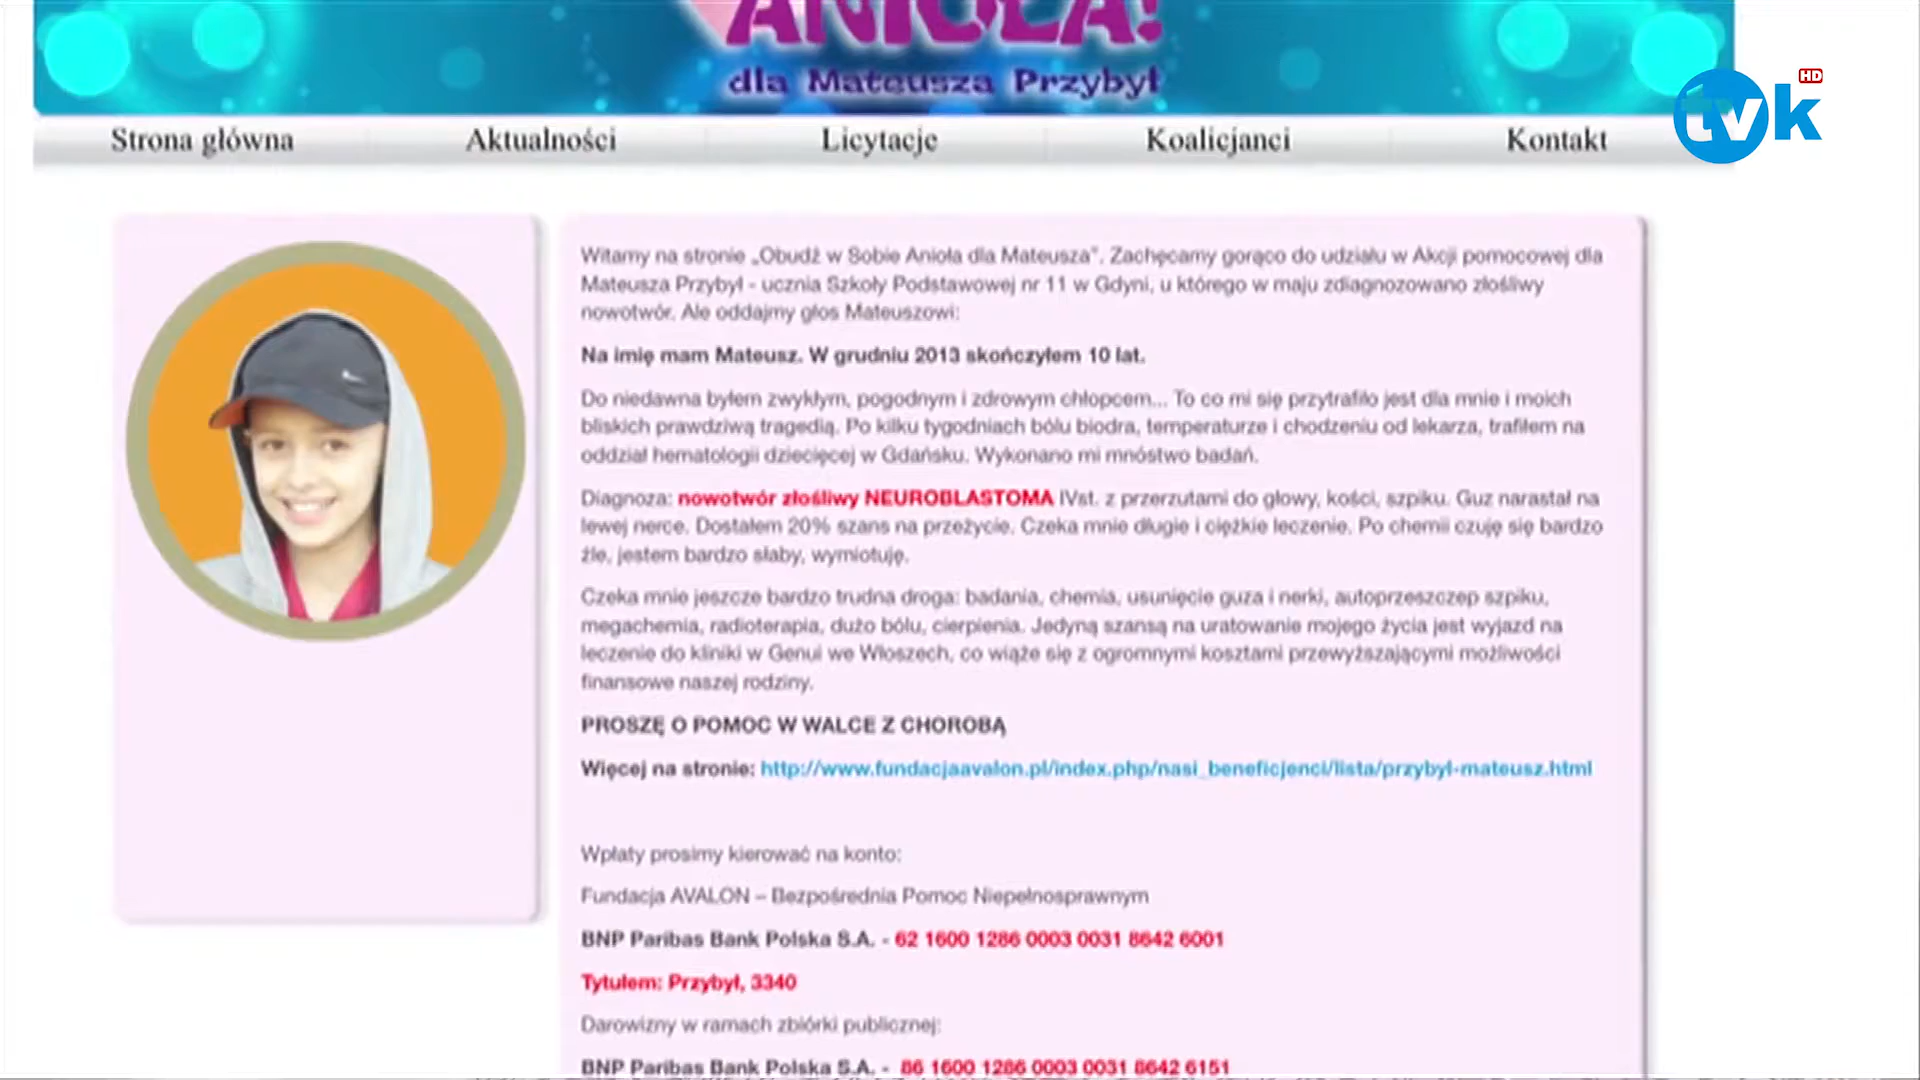 ANIOŁA!
dla Mateusza Przybył
HD
tvk
Strona główna
Aktualności
Licytacje
Koalicjanci
Kontakt
Witamy na stronie „Obudź w Sobie Anioła dla Mateusza”. Zachęcamy gorąco do udziału w Akcji pomocowej dla
Mateusza Przybył - ucznia Szkoły Podstawowej nr 11 w Gdyni, u którego w maju zdiagnozowano złośliwy
nowotwór. Ale oddajmy głos Mateuszowi:
Na imię mam Mateusz. W grudniu 2013 skończyłem 10 lat.
Do niedawna byłem zwykłym, pogodnym i zdrowym chłopcem... To co mi się przytrafiło jest dla mnie i moich
bliskich prawdziwą tragedią. Po kilku tygodniach bólu biodra, temperaturze i chodzeniu od lekarza, trafiłem na
oddział hematologii dziecięcej w Gdańsku. Wykonano mi mnóstwo badań.
Diagnoza: nowotwór złośliwy NEUROBLASTOMA IVst. z przerzutami do głowy, kości, szpiku. Guz narastał na
lewej nerce. Dostałem 20% szans na przeżycie. Czeka mnie długie i ciężkie leczenie. Po chemii czuję się bardzo
źle, jestem bardzo słaby, wymiotuję.
Czeka mnie jeszcze bardzo trudna droga: badania, chemia, usunięcie guza i nerki, autoprzeszczep szpiku,
megachemia, radioterapia, dużo bólu, cierpienia. Jedyną szansą na uratowanie mojego życia jest wyjazd na
leczenie do kliniki w Genui we Włoszech, co wiąże się z ogromnymi kosztami przewyższającymi możliwości
finansowe naszej rodziny.
PROSZĘ O POMOC W WALCE Z CHOROBĄ
Więcej na stronie: http://www.fundacjaavalon.pl/index.php/nasi_beneficjenci/lista/przybyl-mateusz.html
Wpłaty prosimy kierować na konto:
Fundacja AVALON – Bezpośrednia Pomoc Niepełnosprawnym
BNP Paribas Bank Polska S.A. - 62 1600 1286 0003 0031 8642 6001
Tytułem: Przybył, 3340
Darowizny w ramach zbiórki publicznej:
BNP Paribas Bank Polska S.A. - 86 1600 1286 0003 0031 8642 6151